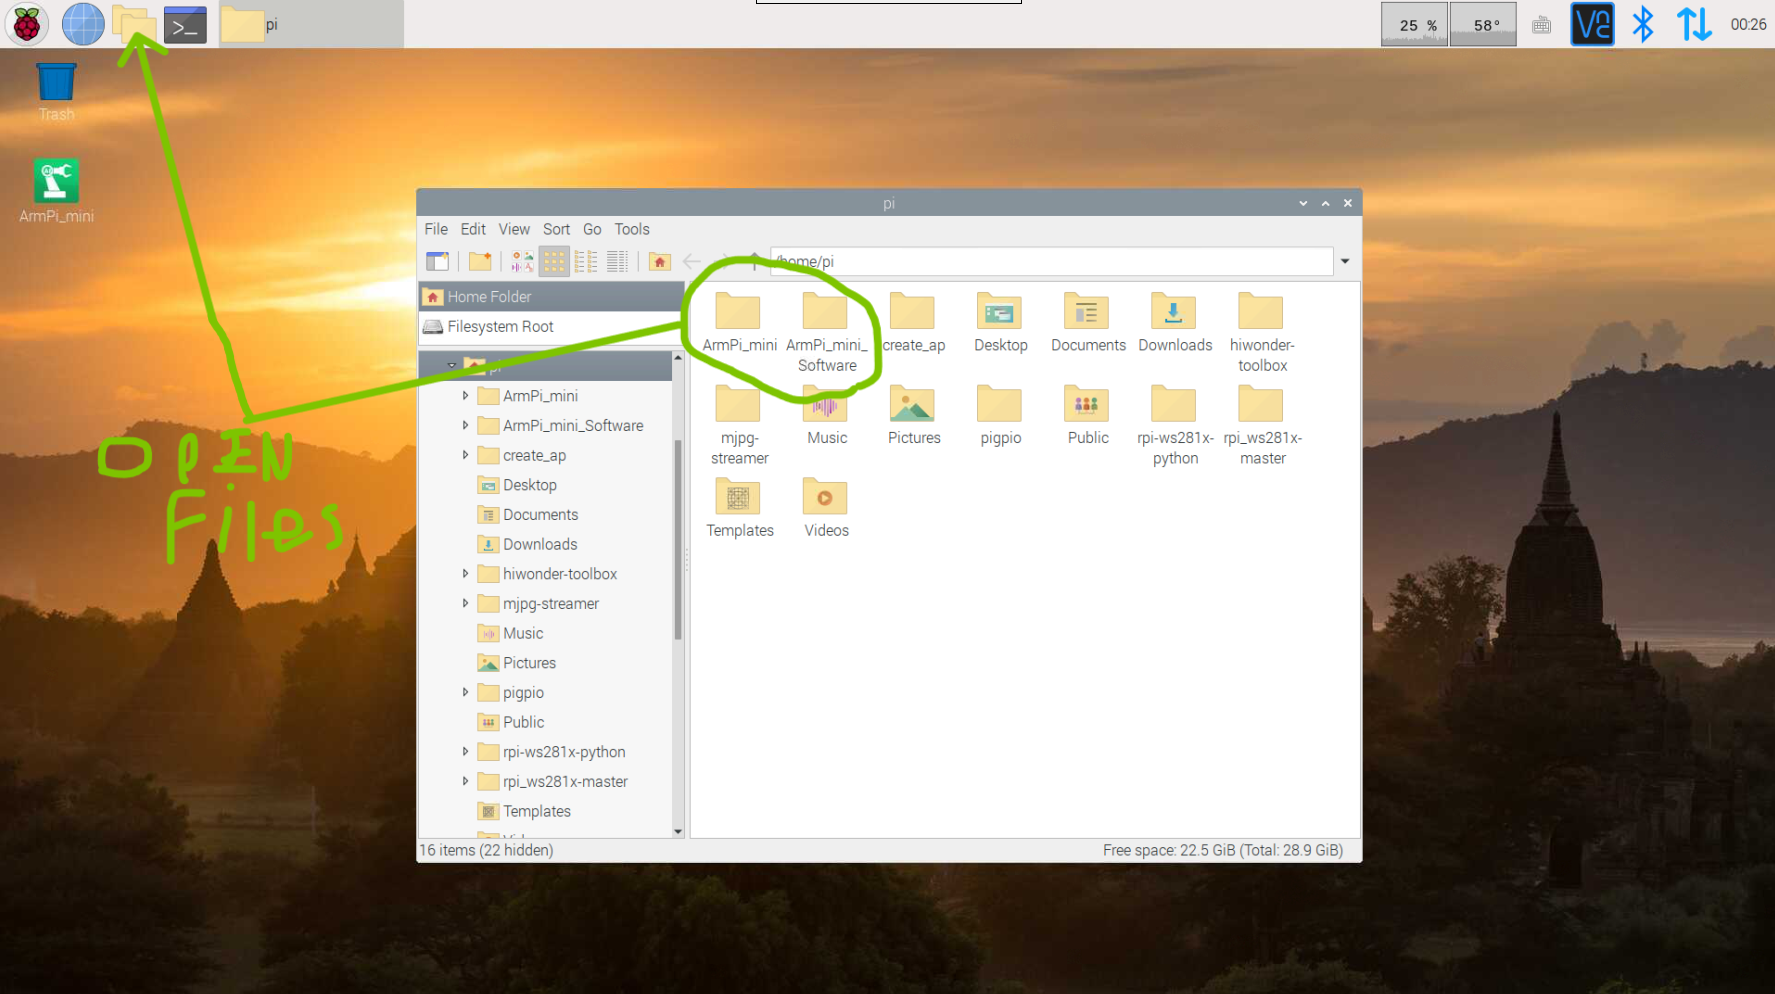 pi
25 %
58°
00:26
Trash
ArmPi_mini
pi
File Edit View Sort Go Tools
/home/pi
Home Folder
Filesystem Root
pi
ArmPi_mini
ArmPi_mini_Software
create_ap
Desktop
Documents
Downloads
hiwonder-toolbox
mjpg-streamer
Music
Pictures
pigpio
Public
rpi-ws281x-python
rpi_ws281x-master
Templates
ArmPi_mini
ArmPi_mini_
Software
create_ap
Desktop
Documents
Downloads
hiwonder-
toolbox
mjpg-
streamer
Music
Pictures
pigpio
Public
rpi-ws281x-
python
rpi_ws281x-
master
Templates
Videos
16 items (22 hidden)
Free space: 22.5 GiB (Total: 28.9 GiB)
OPEN
Files